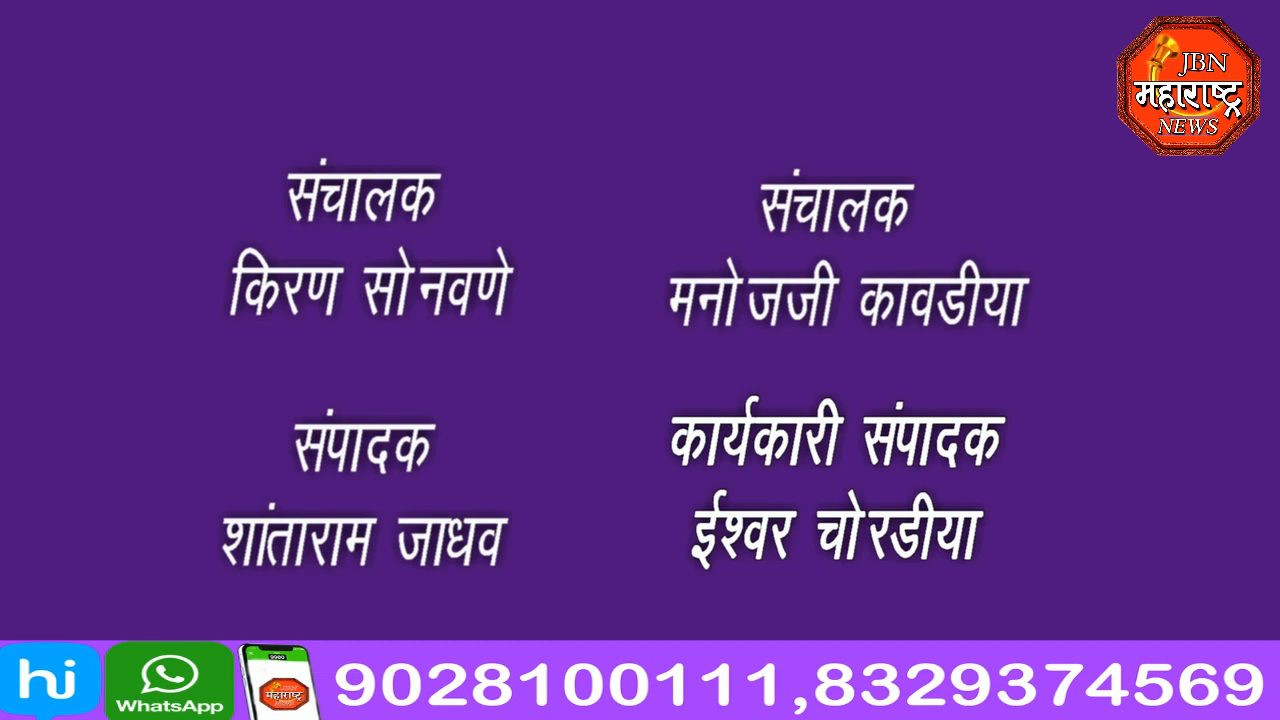 JBN
महाराष्ट्र
NEWS
संचालक
किरण सोनवणे
संचालक
मनोजजी कावडीया
संपादक
शांताराम जाधव
कार्यकारी संपादक
ईश्वर चोरडीया
hi
WhatsApp
महाराष्ट्र
9028100111,8329374569